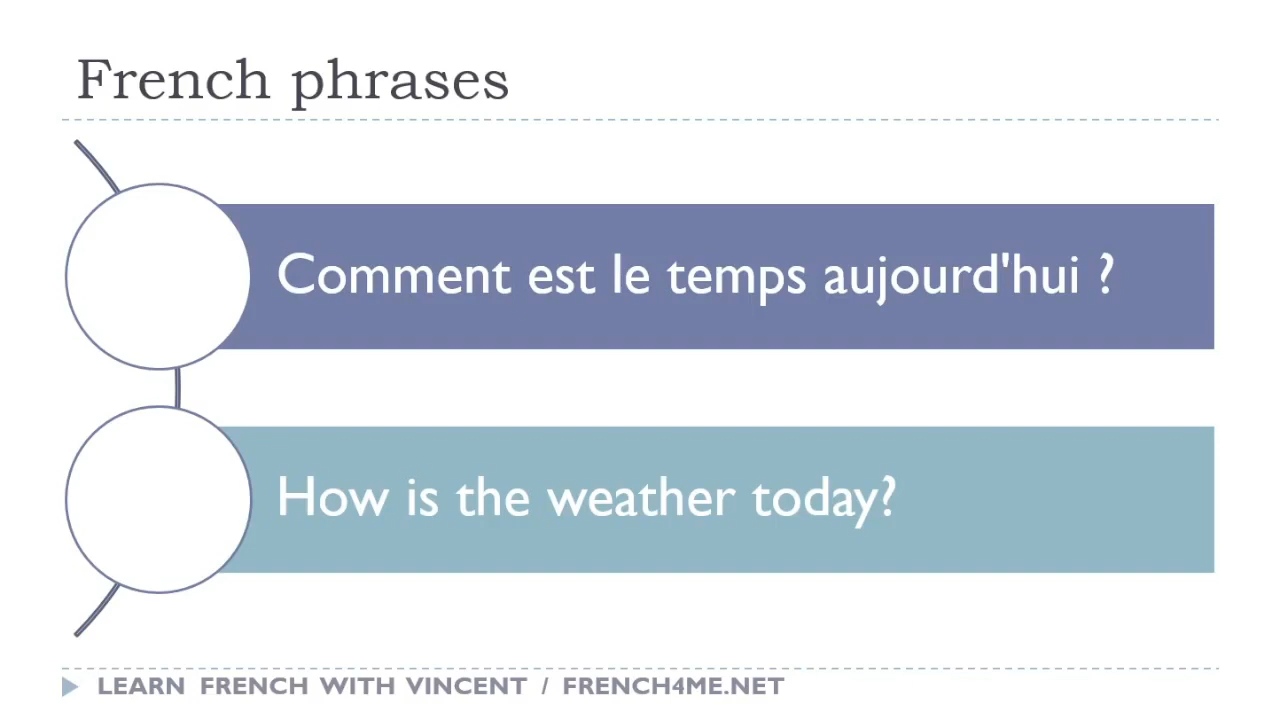 French phrases
Comment est le temps aujourd'hui ?
How is the weather today?
LEARN FRENCH WITH VINCENT / FRENCH4ME.NET